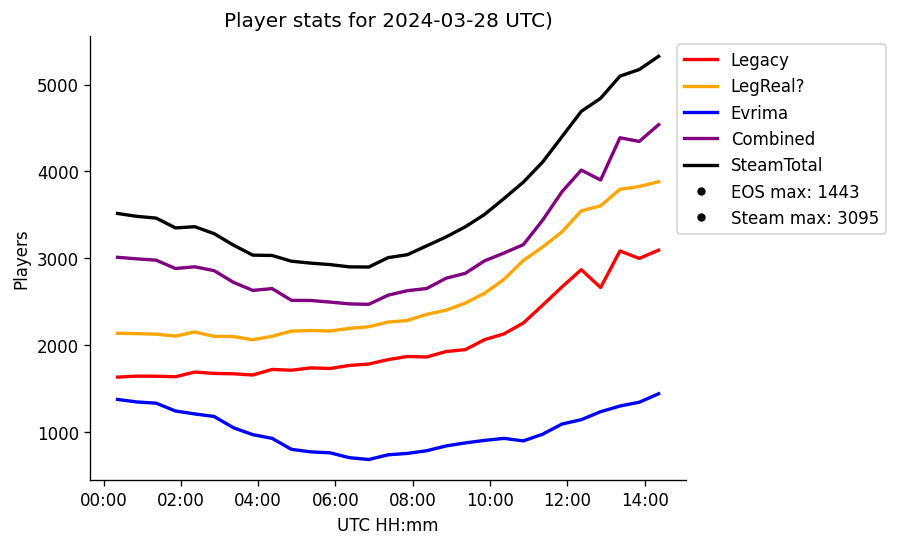 Player stats for 2024-03-28 UTC)
Players
5000
4000
3000
2000
1000
00:00 02:00 04:00 06:00 08:00 10:00 12:00 14:00
UTC HH:mm
Legacy
LegReal?
Evrima
Combined
SteamTotal
EOS max: 1443
Steam max: 3095